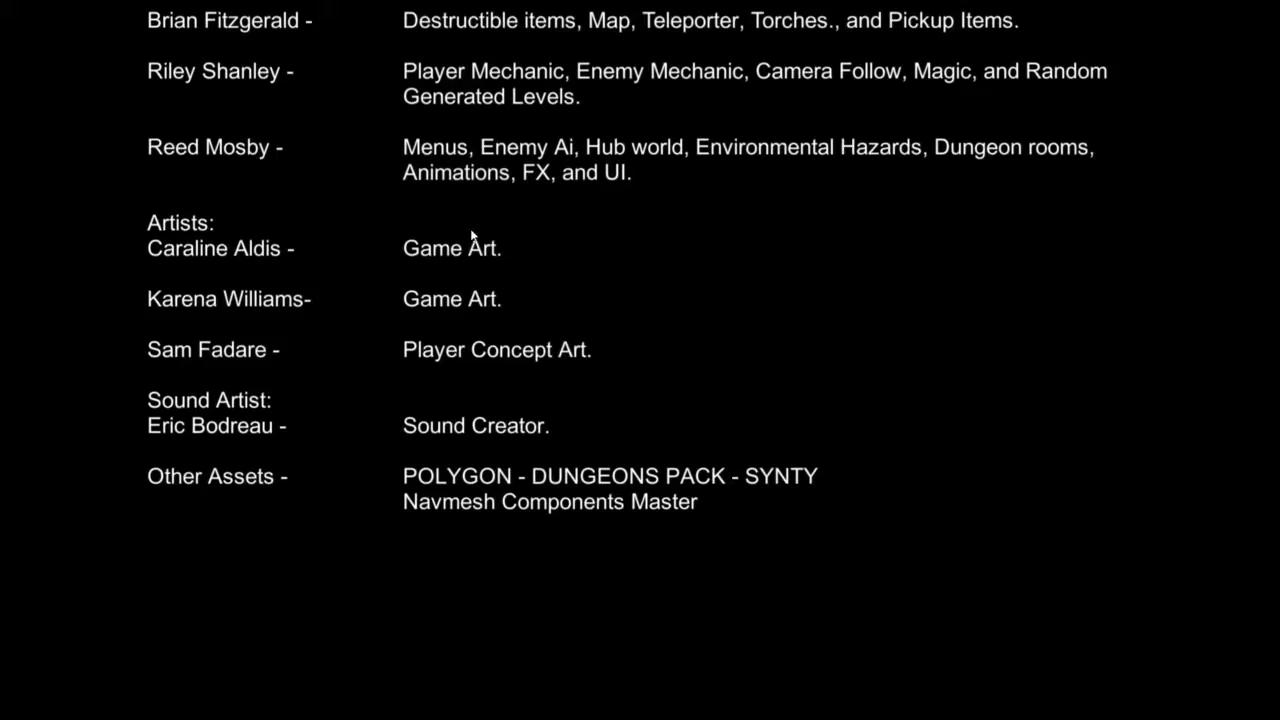 Brian Fitzgerald - Destructible items, Map, Teleporter, Torches., and Pickup Items.
Riley Shanley - Player Mechanic, Enemy Mechanic, Camera Follow, Magic, and Random
Generated Levels.
Reed Mosby - Menus, Enemy Ai, Hub world, Environmental Hazards, Dungeon rooms,
Animations, FX, and UI.
Artists:
Caraline Aldis - Game Art.
Karena Williams- Game Art.
Sam Fadare - Player Concept Art.
Sound Artist:
Eric Bodreau - Sound Creator.
Other Assets - POLYGON - DUNGEONS PACK - SYNTY
Navmesh Components Master